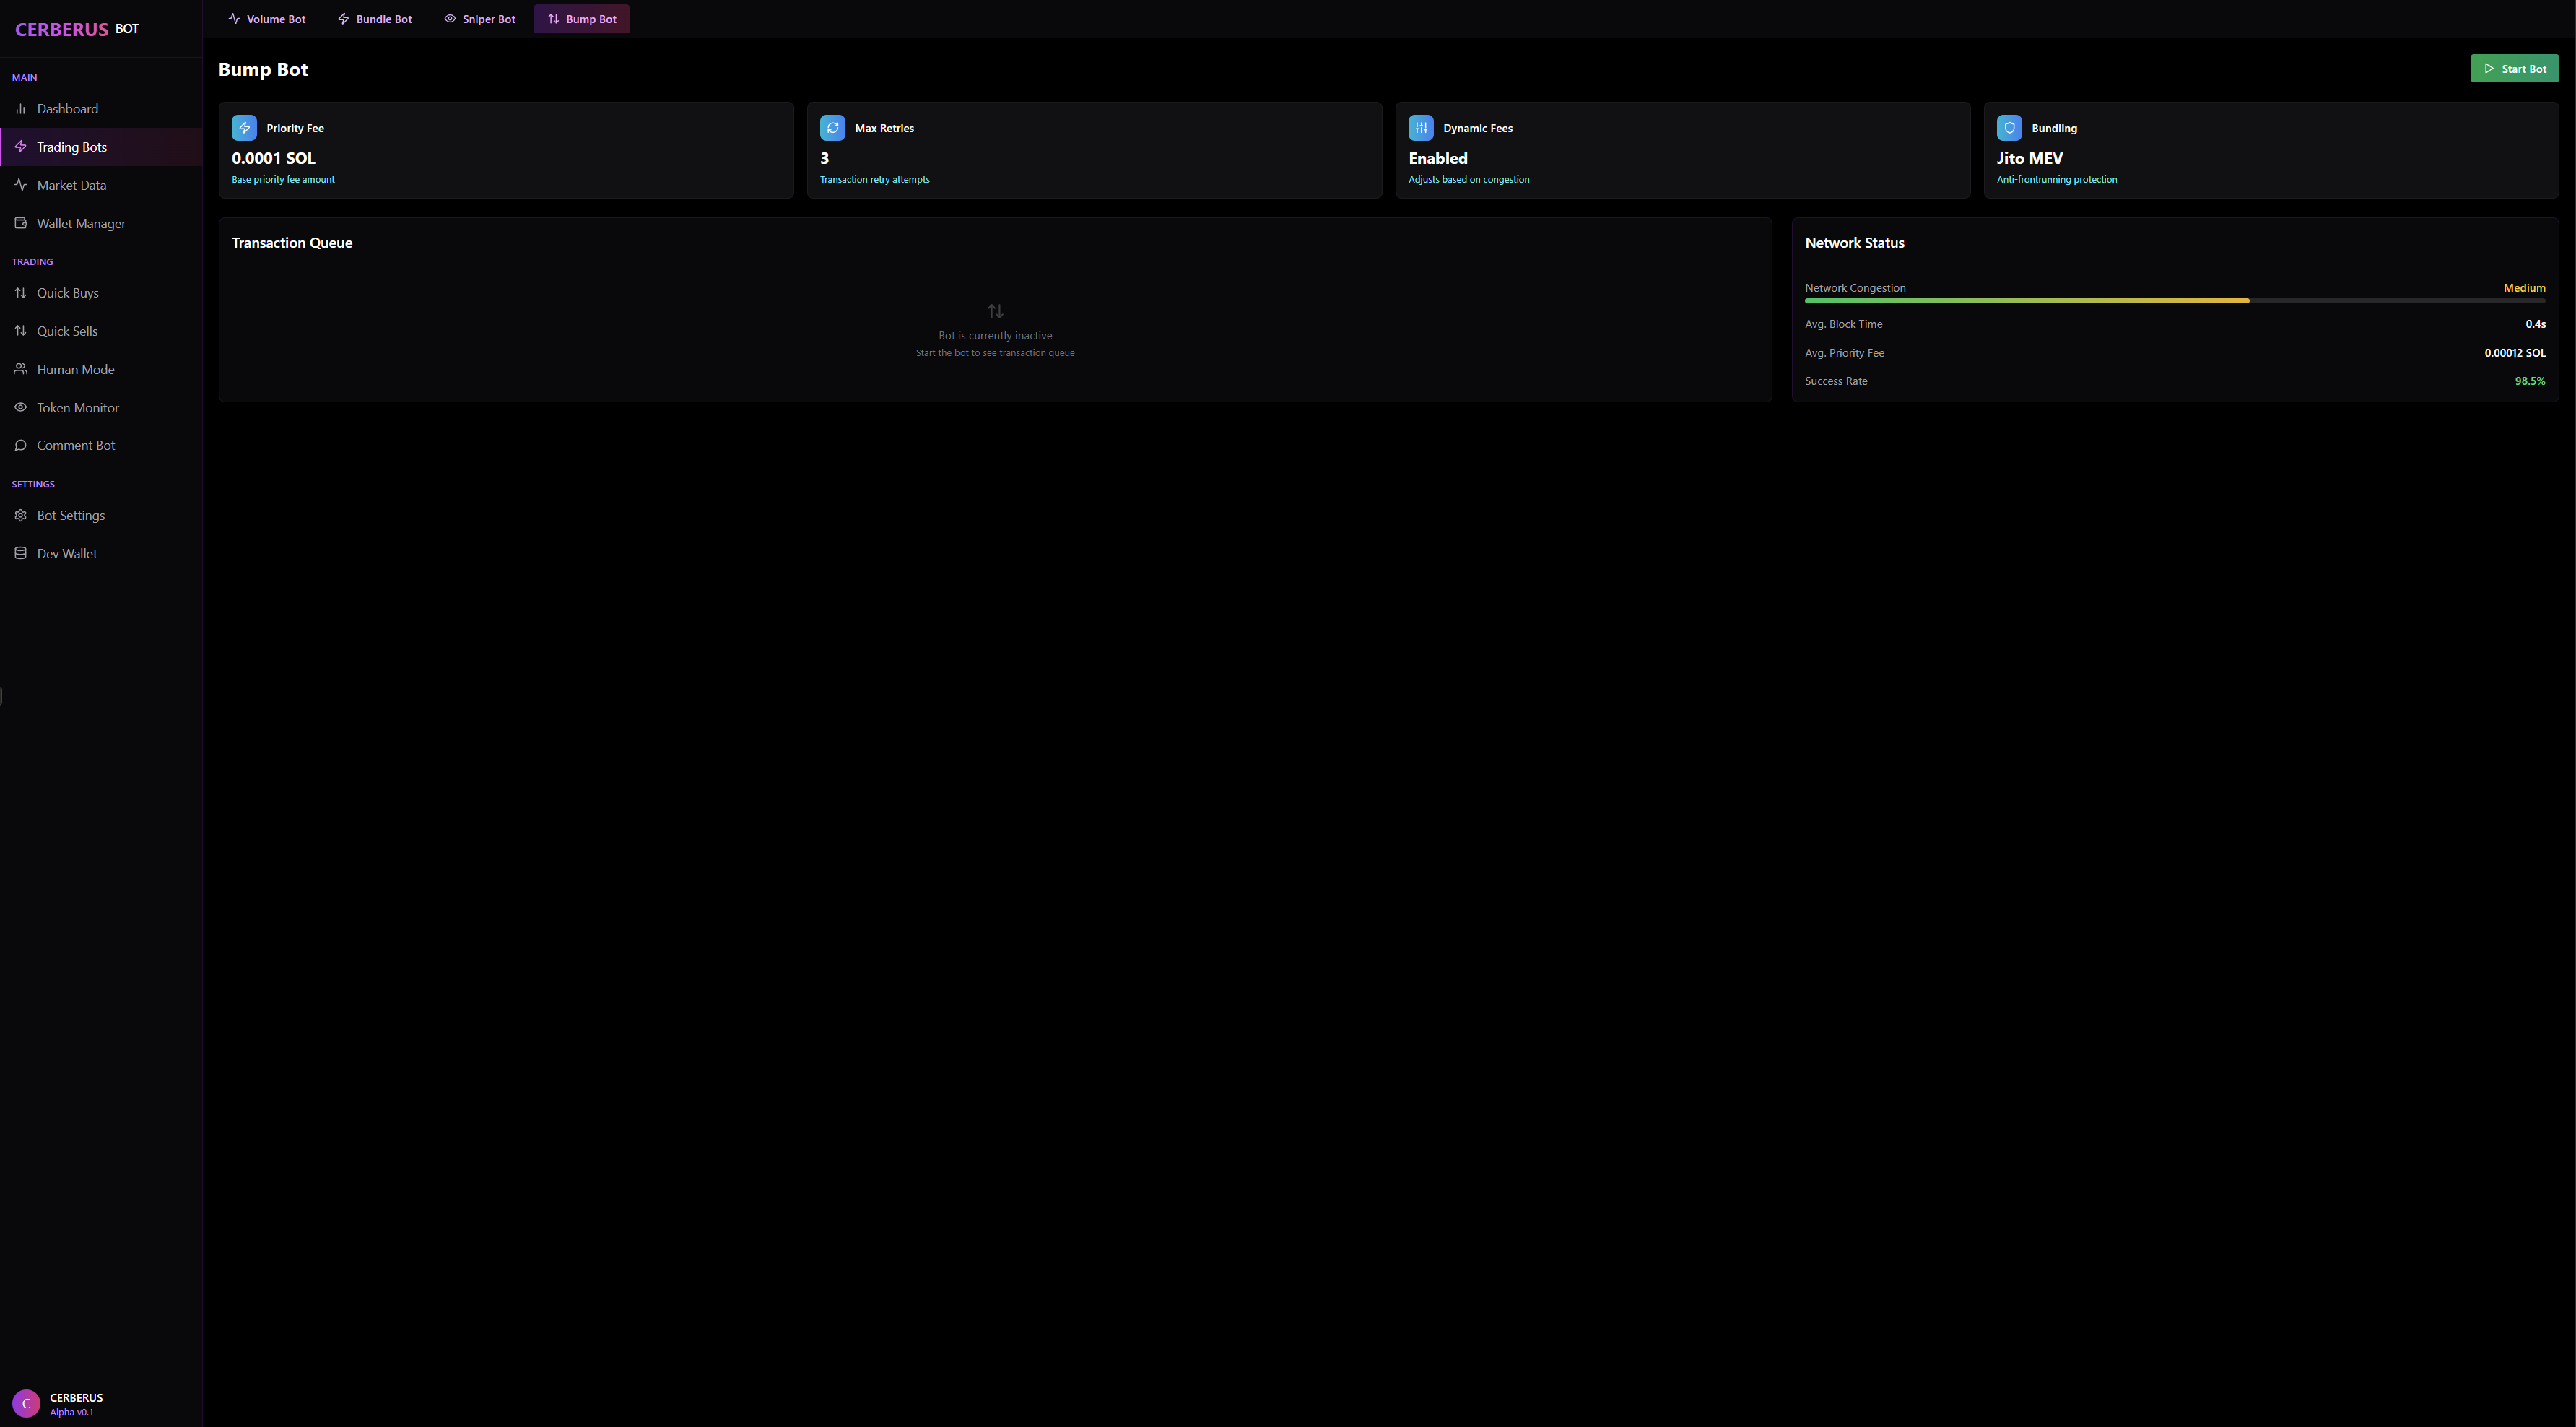 CERBERUS BOT
MAIN
Dashboard
Trading Bots
Market Data
Wallet Manager
TRADING
Quick Buys
Quick Sells
Human Mode
Token Monitor
Comment Bot
SETTINGS
Bot Settings
Dev Wallet
CERBERUS
Alpha v0.1
C
Volume Bot
Bundle Bot
Sniper Bot
Bump Bot
Bump Bot
Start Bot
Priority Fee
0.0001 SOL
Base priority fee amount
Max Retries
3
Transaction retry attempts
Dynamic Fees
Enabled
Adjusts based on congestion
Bundling
Jito MEV
Anti-frontrunning protection
Transaction Queue
Bot is currently inactive
Start the bot to see transaction queue
Network Status
Network Congestion Medium
Avg. Block Time 0.4s
Avg. Priority Fee 0.00012 SOL
Success Rate 98.5%